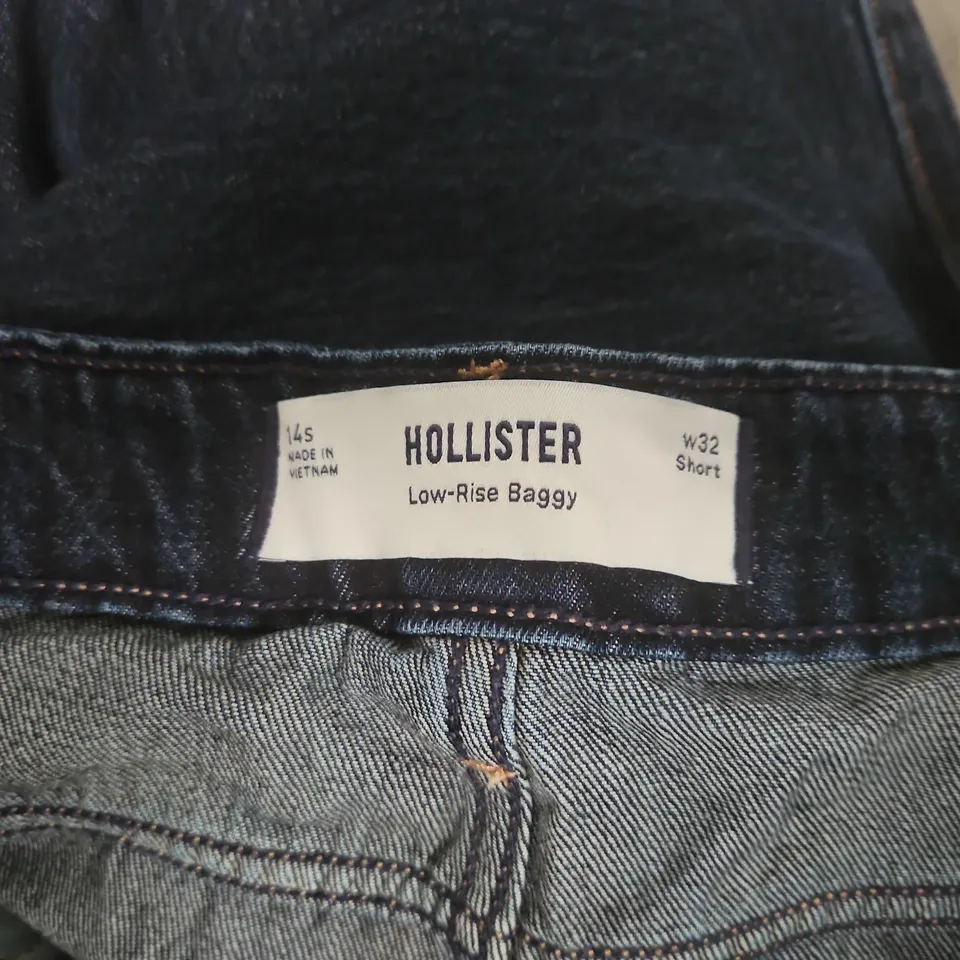 14S
MADE IN
VIETNAM
HOLLISTER
Low-Rise Baggy
W32
Short